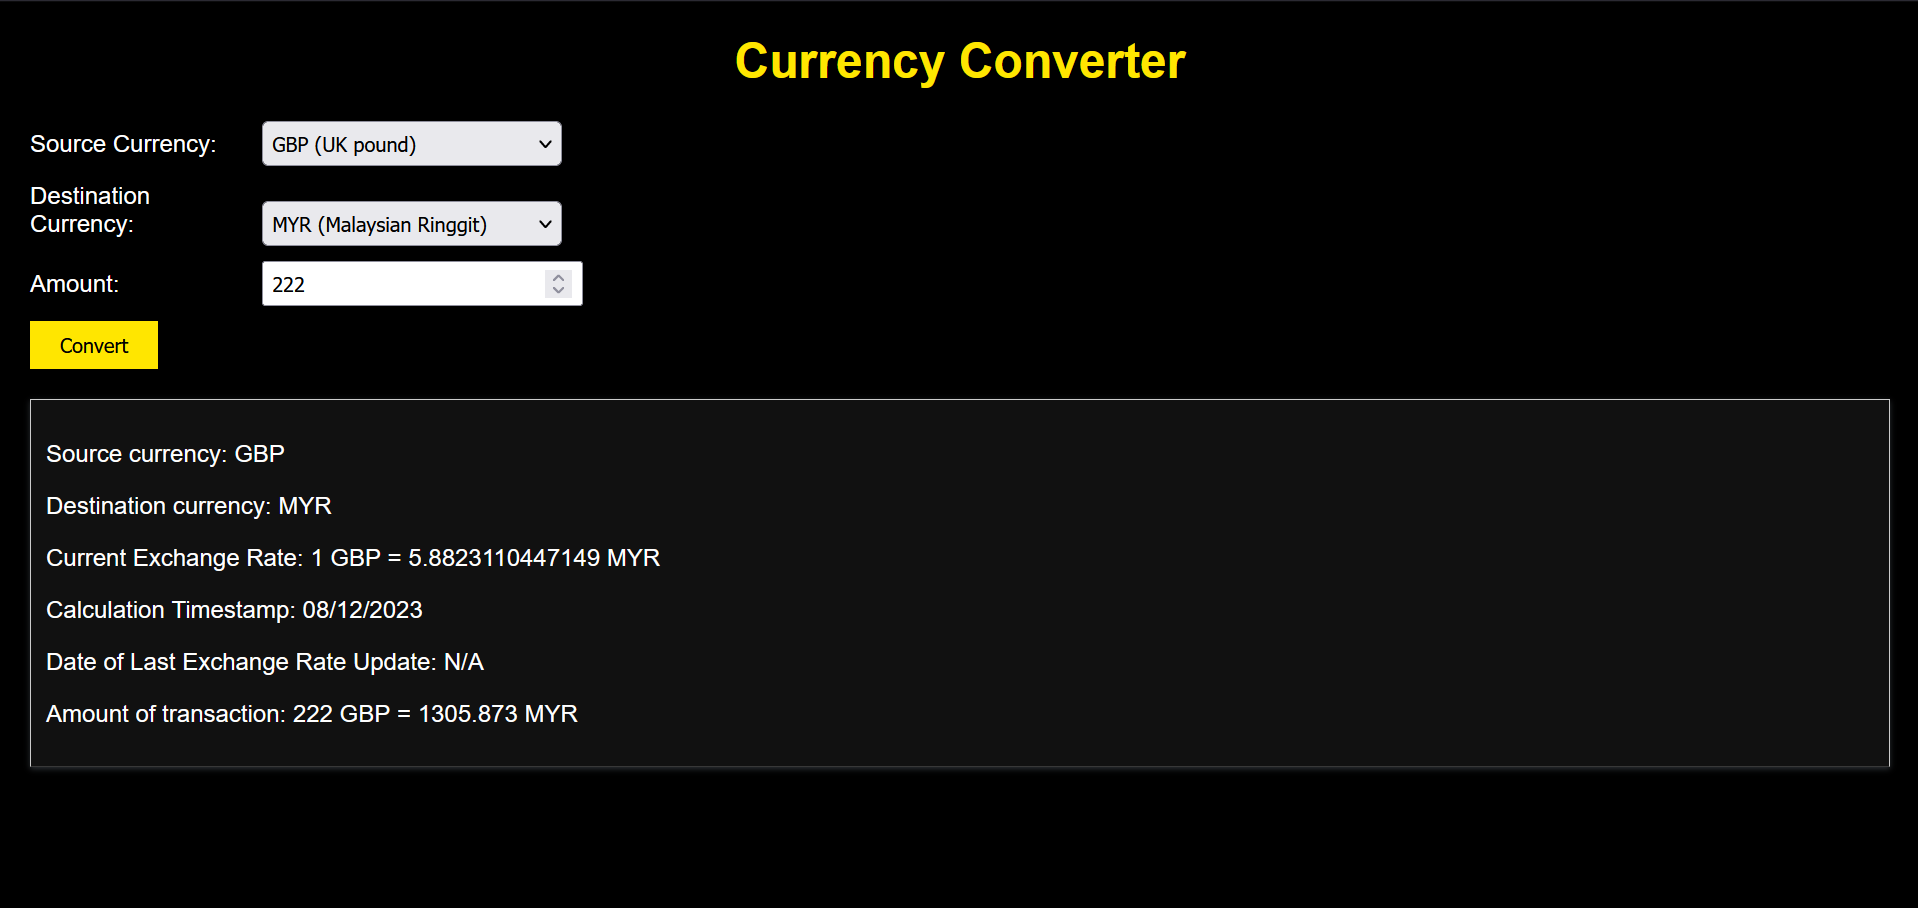 Currency Converter
Source Currency:
GBP (UK pound)
Destination
Currency:
MYR (Malaysian Ringgit)
Amount:
222
Convert
Source currency: GBP
Destination currency: MYR
Current Exchange Rate: 1 GBP = 5.8823110447149 MYR
Calculation Timestamp: 08/12/2023
Date of Last Exchange Rate Update: N/A
Amount of transaction: 222 GBP = 1305.873 MYR